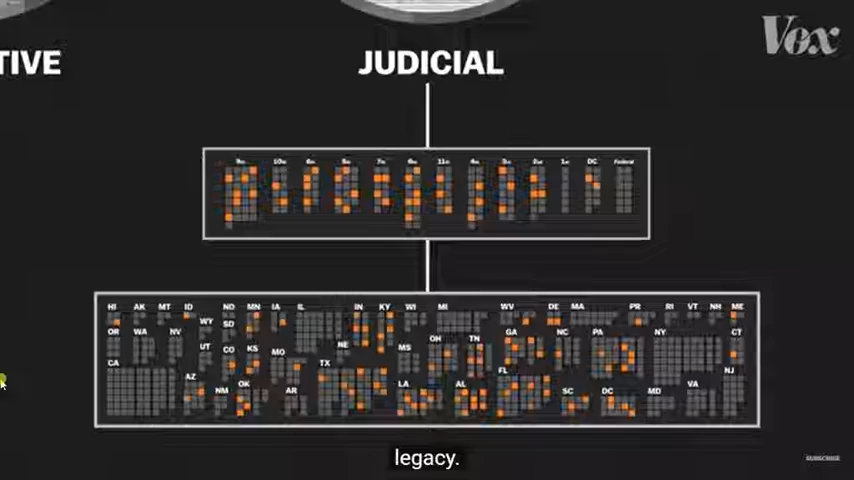 TIVE
JUDICIAL
Vox
9th 10th 8th 5th 7th 6th 11th 4th 3rd 2nd 1st DC Federal
HI AK MT ID ND MN IA IL IN KY WI MI WV DE MA PR RI VT NH ME
WY SD
OR WA NV GA NC PA NY CT
UT CO KS MO NE MS OH TN
CA TX FL NJ
AZ NM OK AR LA AL SC DC MD VA
legacy.
SUBSCRIBE